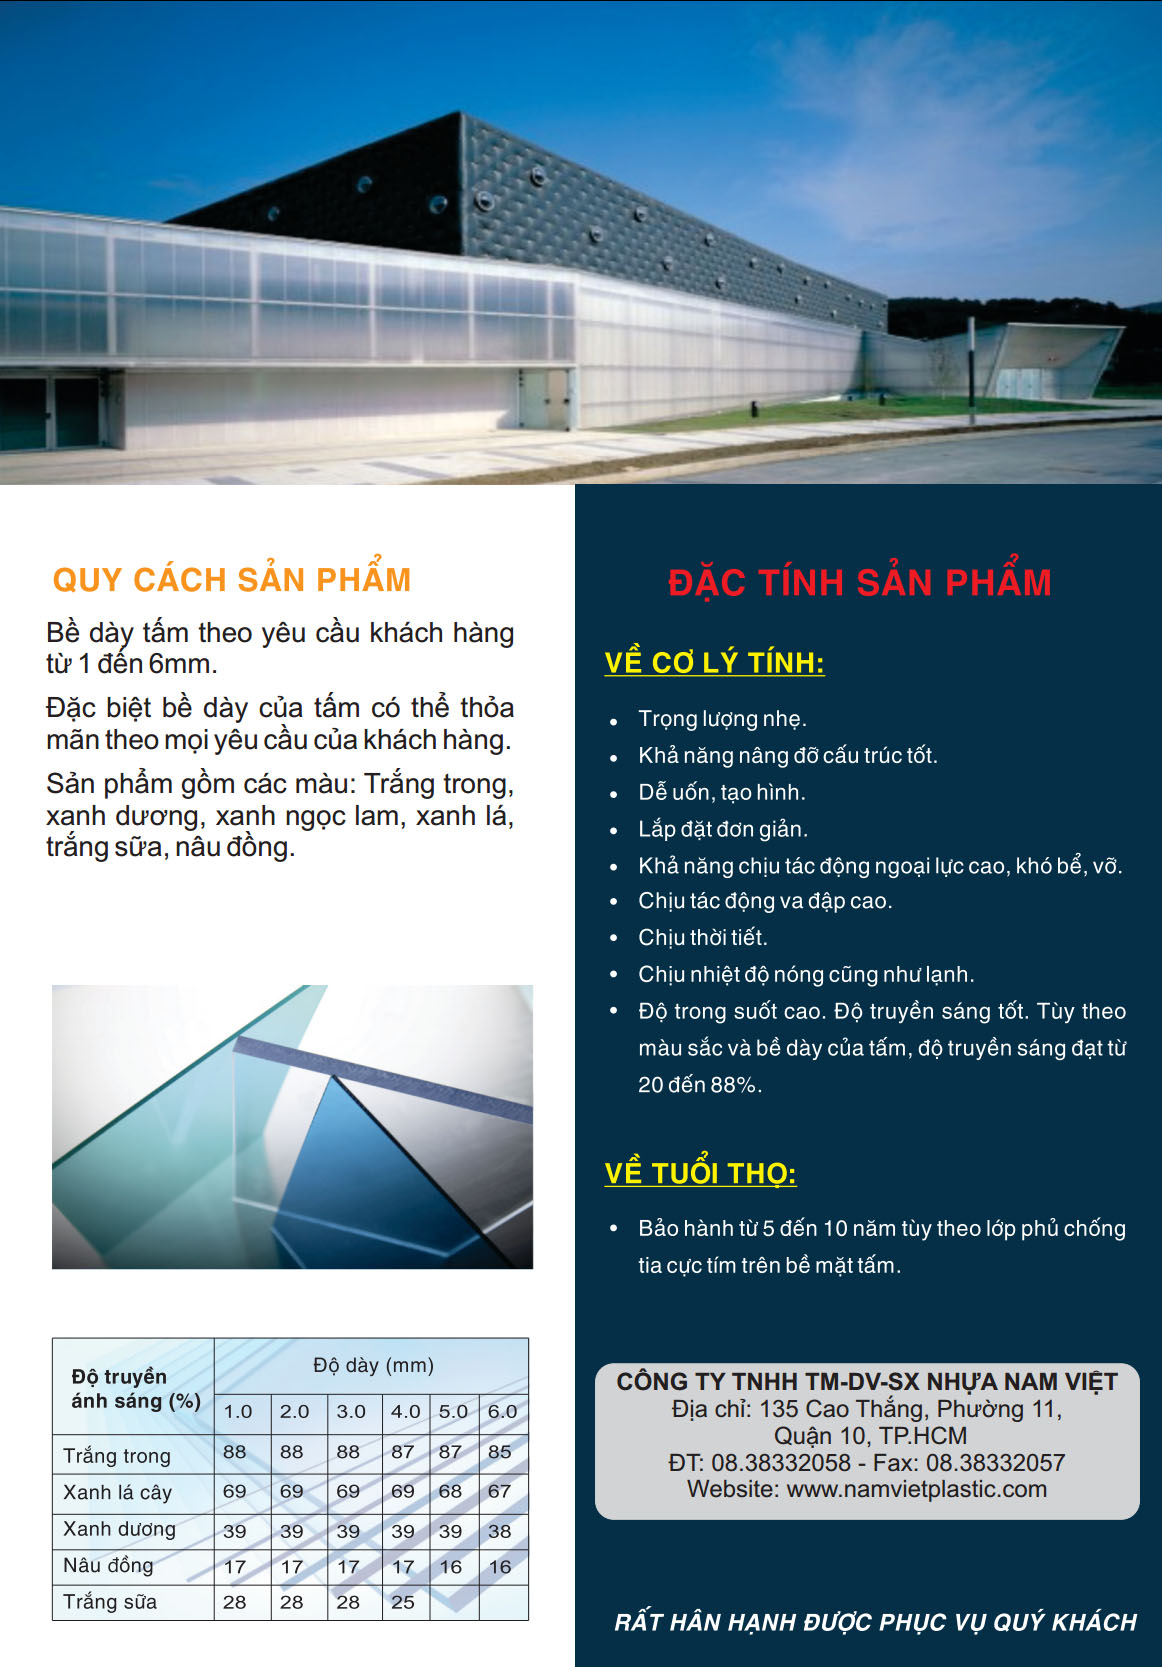 QUY CÁCH SẢN PHẨM
Bề dày tấm theo yêu cầu khách hàng
từ 1 đến 6mm.
Đặc biệt bề dày của tấm có thể thỏa
mãn theo mọi yêu cầu của khách hàng.
Sản phẩm gồm các màu: Trắng trong,
xanh dương, xanh ngọc lam, xanh lá,
trắng sữa, nâu đồng.
Độ truyền
ánh sáng (%)
Độ dày (mm)
1.0 2.0 3.0 4.0 5.0 6.0
Trắng trong 88 88 88 87 87 85
Xanh lá cây 69 69 69 69 68 67
Xanh dương 39 39 39 39 39 38
Nâu đồng 17 17 17 17 16 16
Trắng sữa 28 28 28 25
ĐẶC TÍNH SẢN PHẨM
VỀ CƠ LÝ TÍNH:
• Trọng lượng nhẹ.
• Khả năng nâng đỡ cấu trúc tốt.
• Dễ uốn, tạo hình.
• Lắp đặt đơn giản.
• Khả năng chịu tác động ngoại lực cao, khó bể, vỡ.
• Chịu tác động va đập cao.
• Chịu thời tiết.
• Chịu nhiệt độ nóng cũng như lạnh.
• Độ trong suốt cao. Độ truyền sáng tốt. Tùy theo
màu sắc và bề dày của tấm, độ truyền sáng đạt từ
20 đến 88%.
VỀ TUỔI THỌ:
• Bảo hành từ 5 đến 10 năm tùy theo lớp phủ chống
tia cực tím trên bề mặt tấm.
CÔNG TY TNHH TM-DV-SX NHỰA NAM VIỆT
Địa chỉ: 135 Cao Thắng, Phường 11,
Quận 10, TP.HCM
ĐT: 08.38332058 - Fax: 08.38332057
Website: www.namvietplastic.com
RẤT HÂN HẠNH ĐƯỢC PHỤC VỤ QUÝ KHÁCH